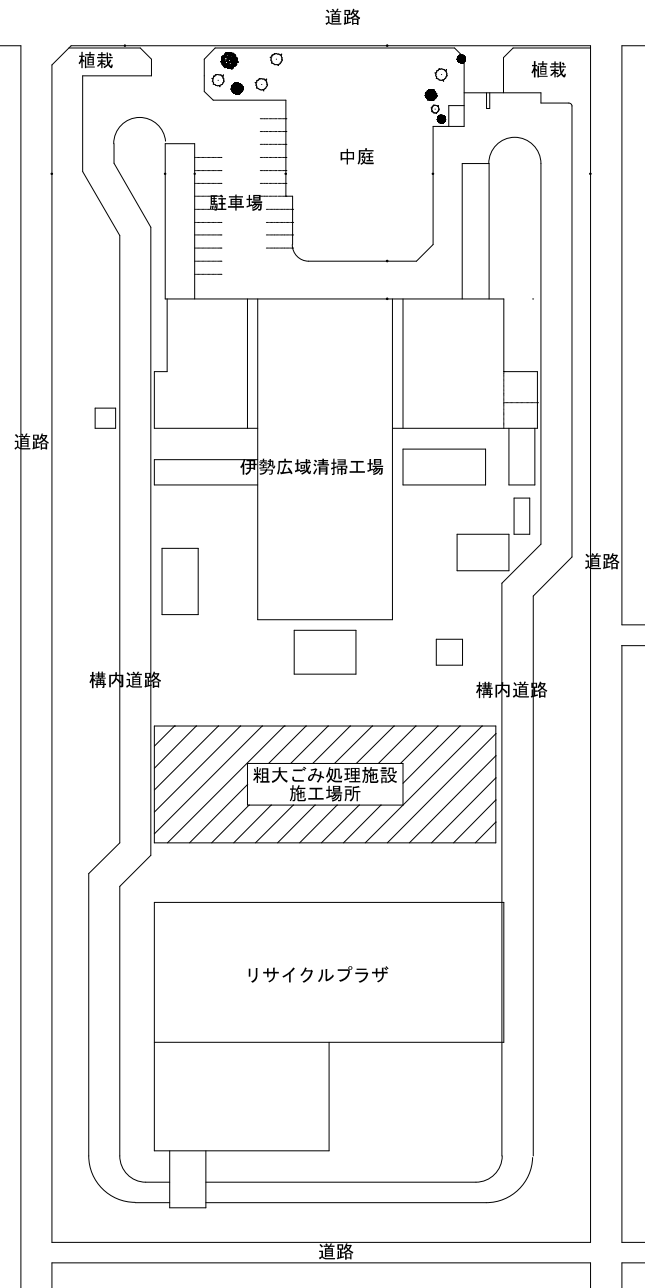 道路
植栽
植栽
中庭
駐車場
道路
伊勢広域清掃工場
道路
構内道路
構内道路
粗大ごみ処理施設
施工場所
リサイクルプラザ
道路